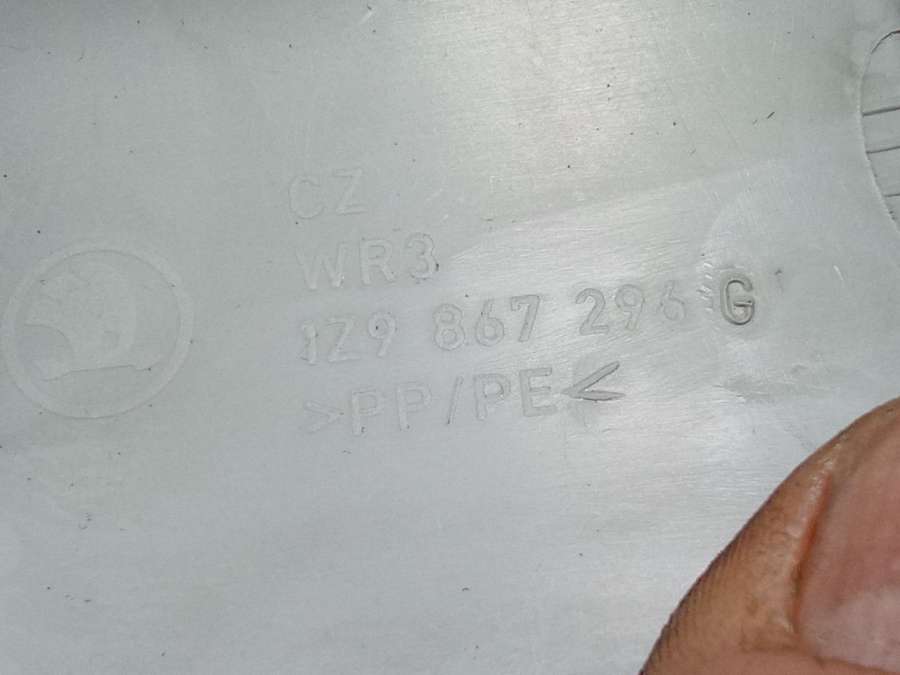 CZ
WR3
1Z9 867 296 G
>PP/PE<